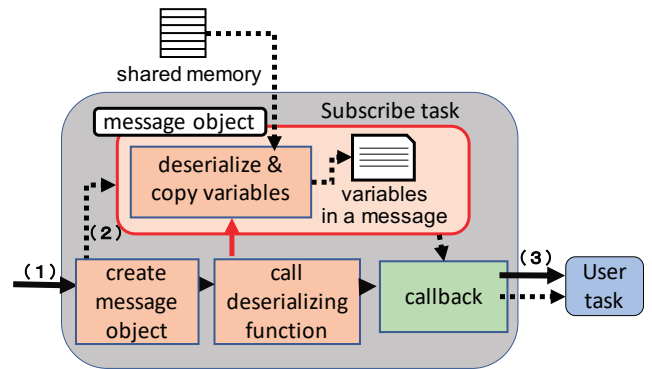 shared memory
Subscribe task
message object
deserialize &
copy variables
variables
in a message
(2)
(1)
create
message
object
call
deserializing
function
callback
(3)
User
task